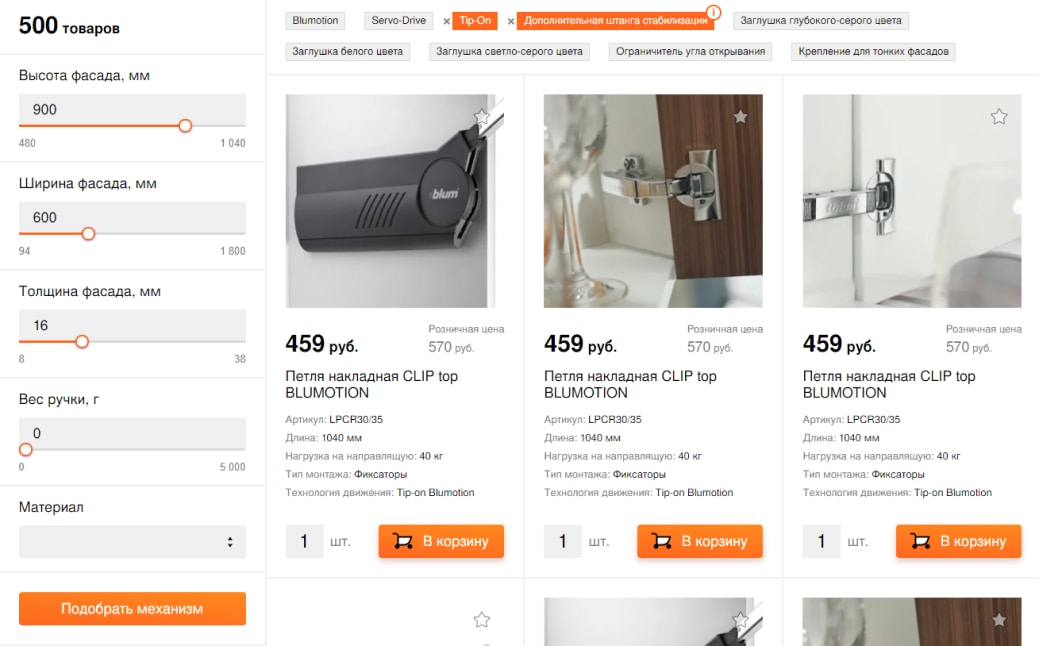 500 товаров
Высота фасада, мм
900
480 1 040
Ширина фасада, мм
600
94 1 800
Толщина фасада, мм
16
8 38
Вес ручки, г
0
0 5 000
Материал
Подобрать механизм
Blumotion Servo-Drive × Tip-On × Дополнительная штанга стабилизации i Заглушка глубокого-серого цвета
Заглушка белого цвета Заглушка светло-серого цвета Ограничитель угла открывания Крепление для тонких фасадов
blum
459 руб. Розничная цена 570 руб.
Петля накладная CLIP top
BLUMOTION
Артикул: LPCR30/35
Длина: 1040 мм
Нагрузка на направлящую: 40 кг
Тип монтажа: Фиксаторы
Технология движения: Tip-on Blumotion
1 шт. В корзину
459 руб. Розничная цена 570 руб.
Петля накладная CLIP top
BLUMOTION
Артикул: LPCR30/35
Длина: 1040 мм
Нагрузка на направлящую: 40 кг
Тип монтажа: Фиксаторы
Технология движения: Tip-on Blumotion
1 шт. В корзину
blum
459 руб. Розничная цена 570 руб.
Петля накладная CLIP top
BLUMOTION
Артикул: LPCR30/35
Длина: 1040 мм
Нагрузка на направлящую: 40 кг
Тип монтажа: Фиксаторы
Технология движения: Tip-on Blumotion
1 шт. В корзину